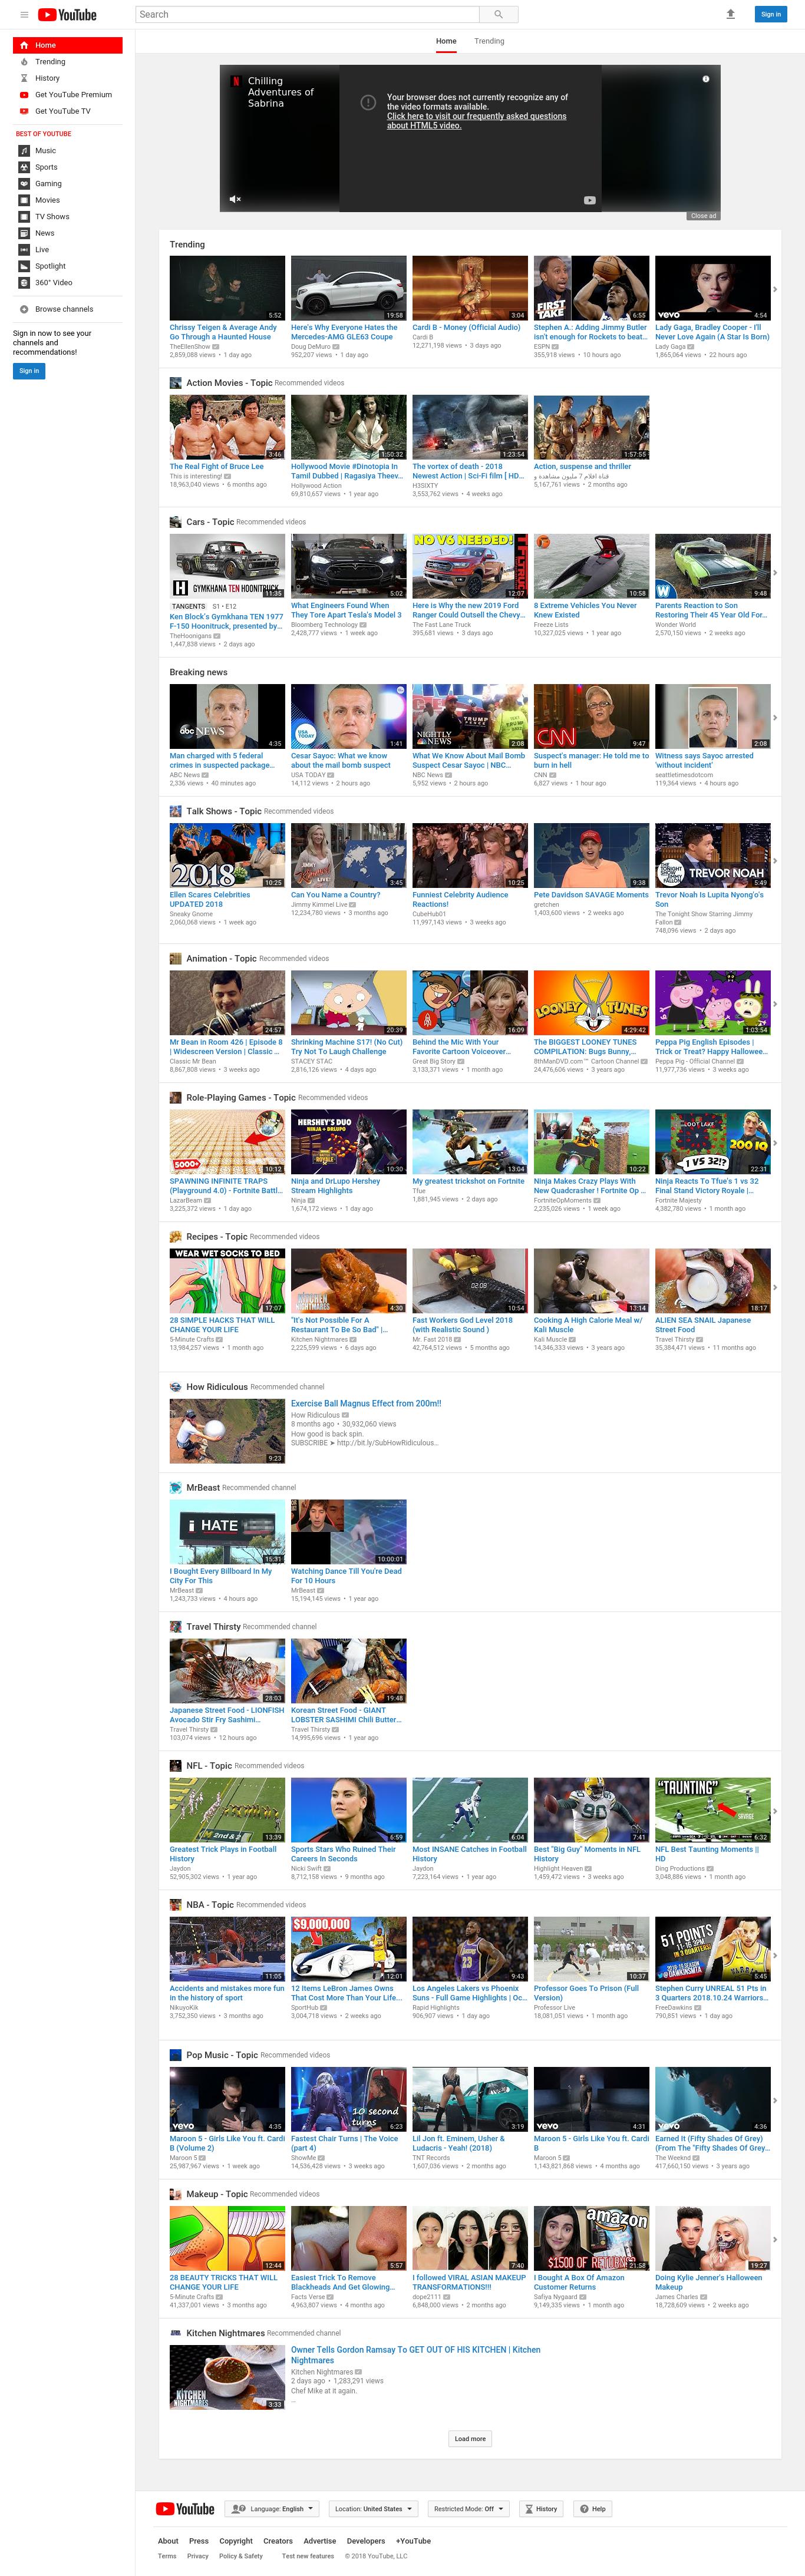 YouTube
Search
Sign in
Home
Trending
History
Get YouTube Premium
Get YouTube TV
BEST OF YOUTUBE
Music
Sports
Gaming
Movies
TV Shows
News
Live
Spotlight
360° Video
Browse channels
Sign in now to see your
channels and
recommendations!
Sign in
Home Trending
Chilling
Adventures of
Sabrina
Your browser does not currently recognize any of
the video formats available.
Click here to visit our frequently asked questions
about HTML5 video.
Close ad
Trending
5:52
19:58
3:04
FIRST TAKE
6:55
vevo
4:54
Chrissy Teigen & Average Andy
Go Through a Haunted House
TheEllenShow
2,859,088 views • 1 day ago
Here's Why Everyone Hates the
Mercedes-AMG GLE63 Coupe
Doug DeMuro
952,207 views • 1 day ago
Cardi B - Money (Official Audio)
Cardi B
12,271,198 views • 3 days ago
Stephen A.: Adding Jimmy Butler
isn't enough for Rockets to beat...
ESPN
355,918 views • 10 hours ago
Lady Gaga, Bradley Cooper - I'll
Never Love Again (A Star Is Born)
Lady Gaga
1,865,064 views • 22 hours ago
Action Movies - Topic Recommended videos
3:46
1:50:32
1:23:54
1:57:55
The Real Fight of Bruce Lee
This is interesting!
18,963,040 views • 6 months ago
Hollywood Movie #Dinotopia In
Tamil Dubbed | Ragasiya Theev...
Hollywood Action
69,810,657 views • 1 year ago
The vortex of death - 2018
Newest Action | Sci-Fi film [ HD...
H3SIXTY
3,553,762 views • 4 weeks ago
Action, suspense and thriller
قناة افلام 7 مليون مشاهدة و
5,167,761 views • 2 months ago
Cars - Topic Recommended videos
GYMKHANA TEN HOONITRUCK
11:35
5:02
NO V6 NEEDED!
12:07
10:58
9:48
TANGENTS S1 • E12
Ken Block's Gymkhana TEN 1977
F-150 Hoonitruck, presented by...
TheHoonigans
1,447,838 views • 2 days ago
What Engineers Found When
They Tore Apart Tesla's Model 3
Bloomberg Technology
2,428,777 views • 1 week ago
Here is Why the new 2019 Ford
Ranger Could Outsell the Chevy...
The Fast Lane Truck
395,681 views • 3 days ago
8 Extreme Vehicles You Never
Knew Existed
Freeze Lists
10,327,025 views • 1 year ago
Parents Reaction to Son
Restoring Their 45 Year Old For...
Wonder World
2,570,150 views • 2 weeks ago
Breaking news
abc NEWS
4:35
USA TODAY
1:41
NIGHTLY NEWS
2:08
CNN
9:47
2:08
Man charged with 5 federal
crimes in suspected package...
ABC News
2,336 views • 40 minutes ago
Cesar Sayoc: What we know
about the mail bomb suspect
USA TODAY
14,112 views • 2 hours ago
What We Know About Mail Bomb
Suspect Cesar Sayoc | NBC...
NBC News
5,952 views • 2 hours ago
Suspect's manager: He told me to
burn in hell
CNN
6,827 views • 1 hour ago
Witness says Sayoc arrested
'without incident'
seattletimesdotcom
119,364 views • 4 hours ago
Talk Shows - Topic Recommended videos
2018
10:25
3:45
10:25
9:38
TREVOR NOAH
5:49
Ellen Scares Celebrities
UPDATED 2018
Sneaky Gnome
2,060,068 views • 1 week ago
Can You Name a Country?
Jimmy Kimmel Live
12,234,780 views • 3 months ago
Funniest Celebrity Audience
Reactions!
CubeHub01
11,997,143 views • 3 weeks ago
Pete Davidson SAVAGE Moments
gretchen
1,403,600 views • 2 weeks ago
Trevor Noah Is Lupita Nyong'o's
Son
The Tonight Show Starring Jimmy
Fallon
748,096 views • 2 days ago
Animation - Topic Recommended videos
24:57
20:39
16:09
LOONEY TUNES
4:29:42
1:03:54
Mr Bean in Room 426 | Episode 8
| Widescreen Version | Classic ...
Classic Mr Bean
8,867,808 views • 3 weeks ago
Shrinking Machine S17! (No Cut)
Try Not To Laugh Challenge
STACEY STAC
2,816,126 views • 4 days ago
Behind the Mic With Your
Favorite Cartoon Voiceover...
Great Big Story
3,133,371 views • 1 month ago
The BIGGEST LOONEY TUNES
COMPILATION: Bugs Bunny,...
8thManDVD.com™ Cartoon Channel
24,476,606 views • 3 years ago
Peppa Pig English Episodes |
Trick or Treat? Happy Hallowee...
Peppa Pig - Official Channel
11,977,736 views • 3 weeks ago
Role-Playing Games - Topic Recommended videos
5000+
10:12
HERSHEY'S DUO
NINJA + DRLUPO
10:30
13:04
10:22
LOOT LAKE
200 IQ
1 VS 32!?
22:31
SPAWNING INFINITE TRAPS
(Playground 4.0) - Fortnite Battl...
LazarBeam
3,225,372 views • 1 day ago
Ninja and DrLupo Hershey
Stream Highlights
Ninja
1,674,172 views • 1 day ago
My greatest trickshot on Fortnite
Tfue
1,881,945 views • 2 days ago
Ninja Makes Crazy Plays With
New Quadcrasher ! Fortnite Op ...
FortniteOpMoments
2,235,026 views • 1 week ago
Ninja Reacts To Tfue's 1 vs 32
Final Stand Victory Royale |...
Fortnite Majesty
4,382,780 views • 1 month ago
Recipes - Topic Recommended videos
WEAR WET SOCKS TO BED
17:07
KITCHEN NIGHTMARES
4:30
02:09
10:54
13:14
18:17
28 SIMPLE HACKS THAT WILL
CHANGE YOUR LIFE
5-Minute Crafts
13,984,257 views • 1 month ago
"It's Not Possible For A
Restaurant To Be So Bad" |...
Kitchen Nightmares
2,225,599 views • 6 days ago
Fast Workers God Level 2018
(with Realistic Sound )
Mr. Fast 2018
42,764,512 views • 5 months ago
Cooking A High Calorie Meal w/
Kali Muscle
Kali Muscle
14,346,333 views • 3 years ago
ALIEN SEA SNAIL Japanese
Street Food
Travel Thirsty
35,384,471 views • 11 months ago
How Ridiculous Recommended channel
9:23
Exercise Ball Magnus Effect from 200m!!
How Ridiculous
8 months ago • 30,932,060 views
How good is back spin.
SUBSCRIBE ➤ http://bit.ly/SubHowRidiculous...
MrBeast Recommended channel
i HATE
15:31
10:00:01
I Bought Every Billboard In My
City For This
MrBeast
1,243,733 views • 4 hours ago
Watching Dance Till You're Dead
For 10 Hours
MrBeast
15,194,145 views • 1 year ago
Travel Thirsty Recommended channel
28:03
19:48
Japanese Street Food - LIONFISH
Avocado Stir Fry Sashimi...
Travel Thirsty
103,074 views • 12 hours ago
Korean Street Food - GIANT
LOBSTER SASHIMI Chili Butter...
Travel Thirsty
14,995,696 views • 1 year ago
NFL - Topic Recommended videos
2nd & 2
13:39
6:59
6:04
7:41
"TAUNTING"
SAVAGE
6:32
Greatest Trick Plays in Football
History
Jaydon
52,905,302 views • 1 year ago
Sports Stars Who Ruined Their
Careers In Seconds
Nicki Swift
8,712,158 views • 9 months ago
Most INSANE Catches in Football
History
Jaydon
7,223,164 views • 1 year ago
Best "Big Guy" Moments in NFL
History
Highlight Heaven
1,459,472 views • 3 weeks ago
NFL Best Taunting Moments ||
HD
Ding Productions
3,048,886 views • 1 month ago
NBA - Topic Recommended videos
11:05
$9,000,000
12:01
9:43
10:37
51 POINTS
11-16 3PM
IN 3 QUARTERS!
5:45
Accidents and mistakes more fun
in the history of sport
NikuyoKik
3,752,350 views • 3 months ago
12 Items LeBron James Owns
That Cost More Than Your Life...
SportHub
3,004,718 views • 2 weeks ago
Los Angeles Lakers vs Phoenix
Suns - Full Game Highlights | Oc...
Rapid Highlights
906,907 views • 1 day ago
Professor Goes To Prison (Full
Version)
Professor Live
18,081,051 views • 1 month ago
Stephen Curry UNREAL 51 Pts in
3 Quarters 2018.10.24 Warriors...
FreeDawkins
790,851 views • 1 day ago
Pop Music - Topic Recommended videos
vevo
4:35
10 second
turns
6:23
3:19
vevo
4:31
vevo
4:36
Maroon 5 - Girls Like You ft. Cardi
B (Volume 2)
Maroon 5
25,987,967 views • 1 week ago
Fastest Chair Turns | The Voice
(part 4)
ShowMe
14,536,428 views • 3 weeks ago
Lil Jon ft. Eminem, Usher &
Ludacris - Yeah! (2018)
TNT Records
1,607,036 views • 2 months ago
Maroon 5 - Girls Like You ft. Cardi
B
Maroon 5
1,143,821,868 views • 4 months ago
Earned It (Fifty Shades Of Grey)
(From The "Fifty Shades Of Grey...
The Weeknd
417,660,150 views • 3 years ago
Makeup - Topic Recommended videos
12:44
5:57
7:40
amazon
$1500 OF RETURNS?
21:58
19:27
28 BEAUTY TRICKS THAT WILL
CHANGE YOUR LIFE
5-Minute Crafts
41,337,001 views • 3 months ago
Easiest Trick To Remove
Blackheads And Get Glowing...
Facts Verse
4,963,807 views • 4 months ago
I followed VIRAL ASIAN MAKEUP
TRANSFORMATIONS!!!
dope2111
6,848,000 views • 2 months ago
I Bought A Box Of Amazon
Customer Returns
Safiya Nygaard
9,149,335 views • 1 month ago
Doing Kylie Jenner's Halloween
Makeup
James Charles
18,728,609 views • 2 weeks ago
Kitchen Nightmares Recommended channel
KITCHEN NIGHTMARES
3:33
Owner Tells Gordon Ramsay To GET OUT OF HIS KITCHEN | Kitchen
Nightmares
Kitchen Nightmares
2 days ago • 1,283,291 views
Chef Mike at it again.
...
Load more
YouTube
Language: English
Location: United States
Restricted Mode: Off
History
Help
About Press Copyright Creators Advertise Developers +YouTube
Terms Privacy Policy & Safety Test new features © 2018 YouTube, LLC